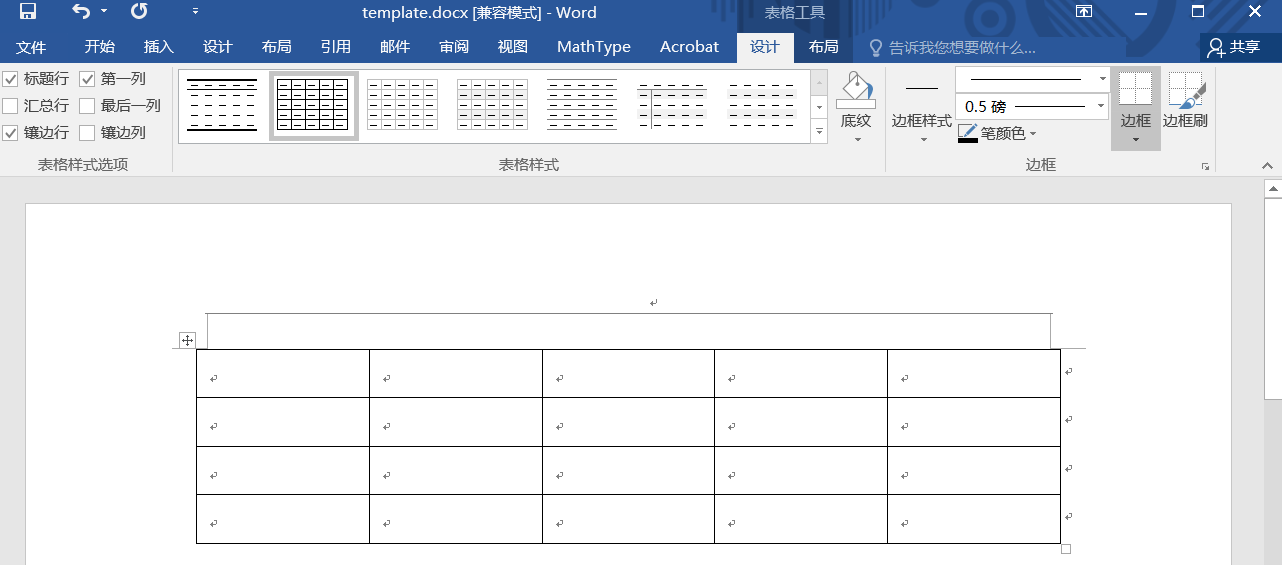 template.docx [兼容模式] - Word
表格工具
文件 开始 插入 设计 布局 引用 邮件 审阅 视图 MathType Acrobat 设计 布局 告诉我您想要做什么... 共享
标题行 第一列
汇总行 最后一列
镶边行 镶边列
表格样式选项
表格样式
底纹
边框样式
0.5 磅
笔颜色
边框
边框刷
边框